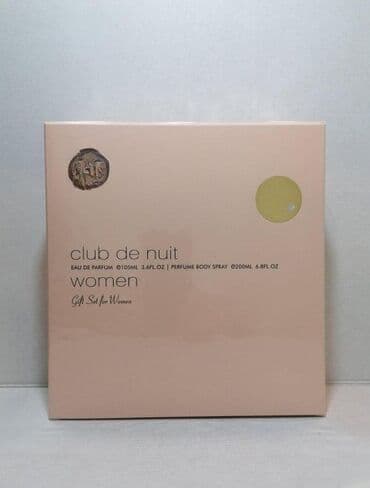 club de nuit
EAU DE PARFUM ℮105ML 3.6FL.OZ | PERFUME BODY SPRAY ℮200ML 6.8FL.OZ
women
Gift Set for Women